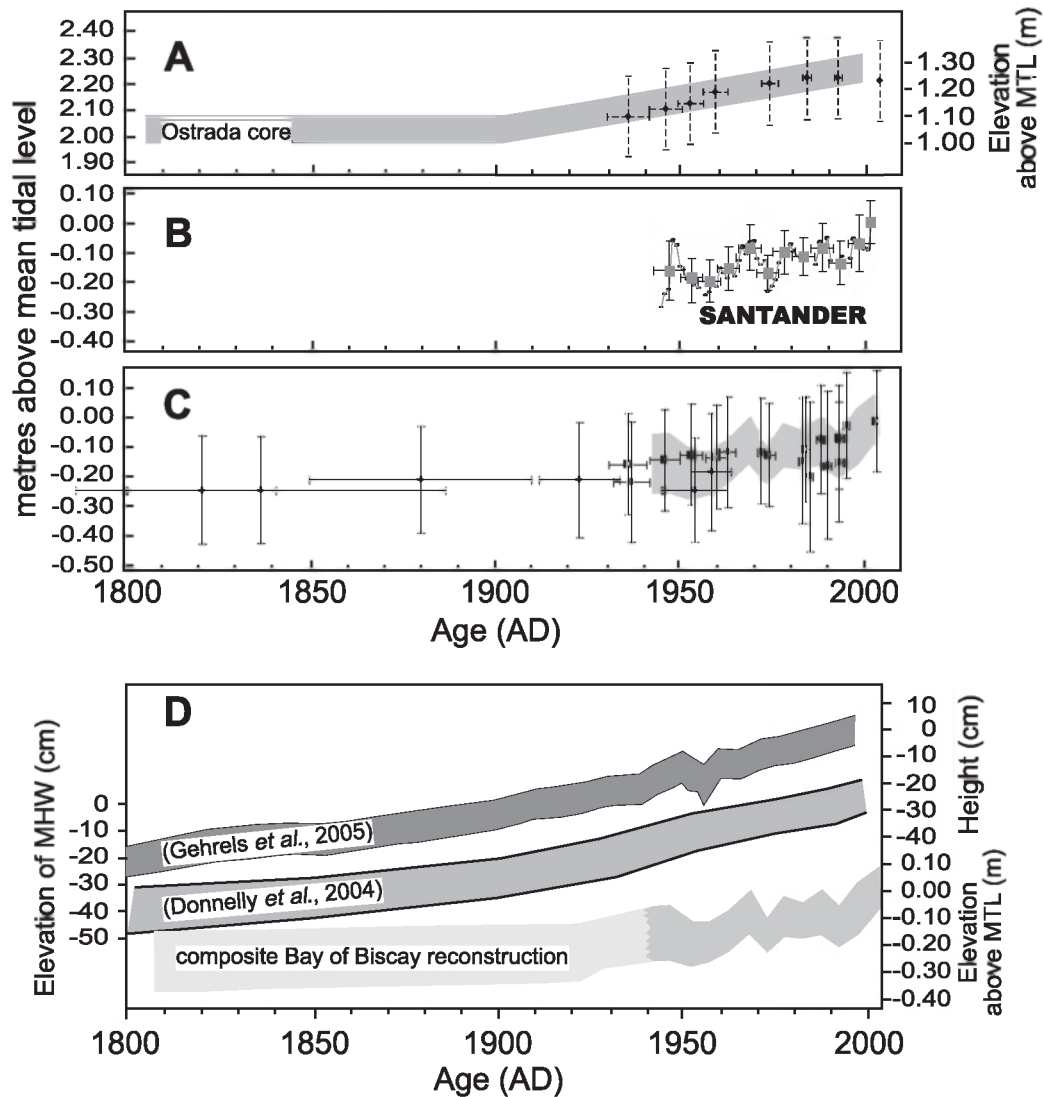 A
2.40
2.30
2.20
2.10
2.00
1.90
Ostrada core
1.30
1.20
1.10
1.00
Elevation
above MTL (m)
metres above mean tidal level
B
0.10
0.00
-0.10
-0.20
-0.30
-0.40
SANTANDER
C
0.10
0.00
-0.10
-0.20
-0.30
-0.40
-0.50
1800
1850
1900
1950
2000
Age (AD)
D
Elevation of MHW (cm)
0
-10
-20
-30
-40
-50
(Gehrels et al., 2005)
(Donnelly et al., 2004)
composite Bay of Biscay reconstruction
10
0
-10
-20
-30
-40
Height (cm)
0.10
0.00
-0.10
-0.20
-0.30
-0.40
Elevation
above MTL (m)
1800
1850
1900
1950
2000
Age (AD)